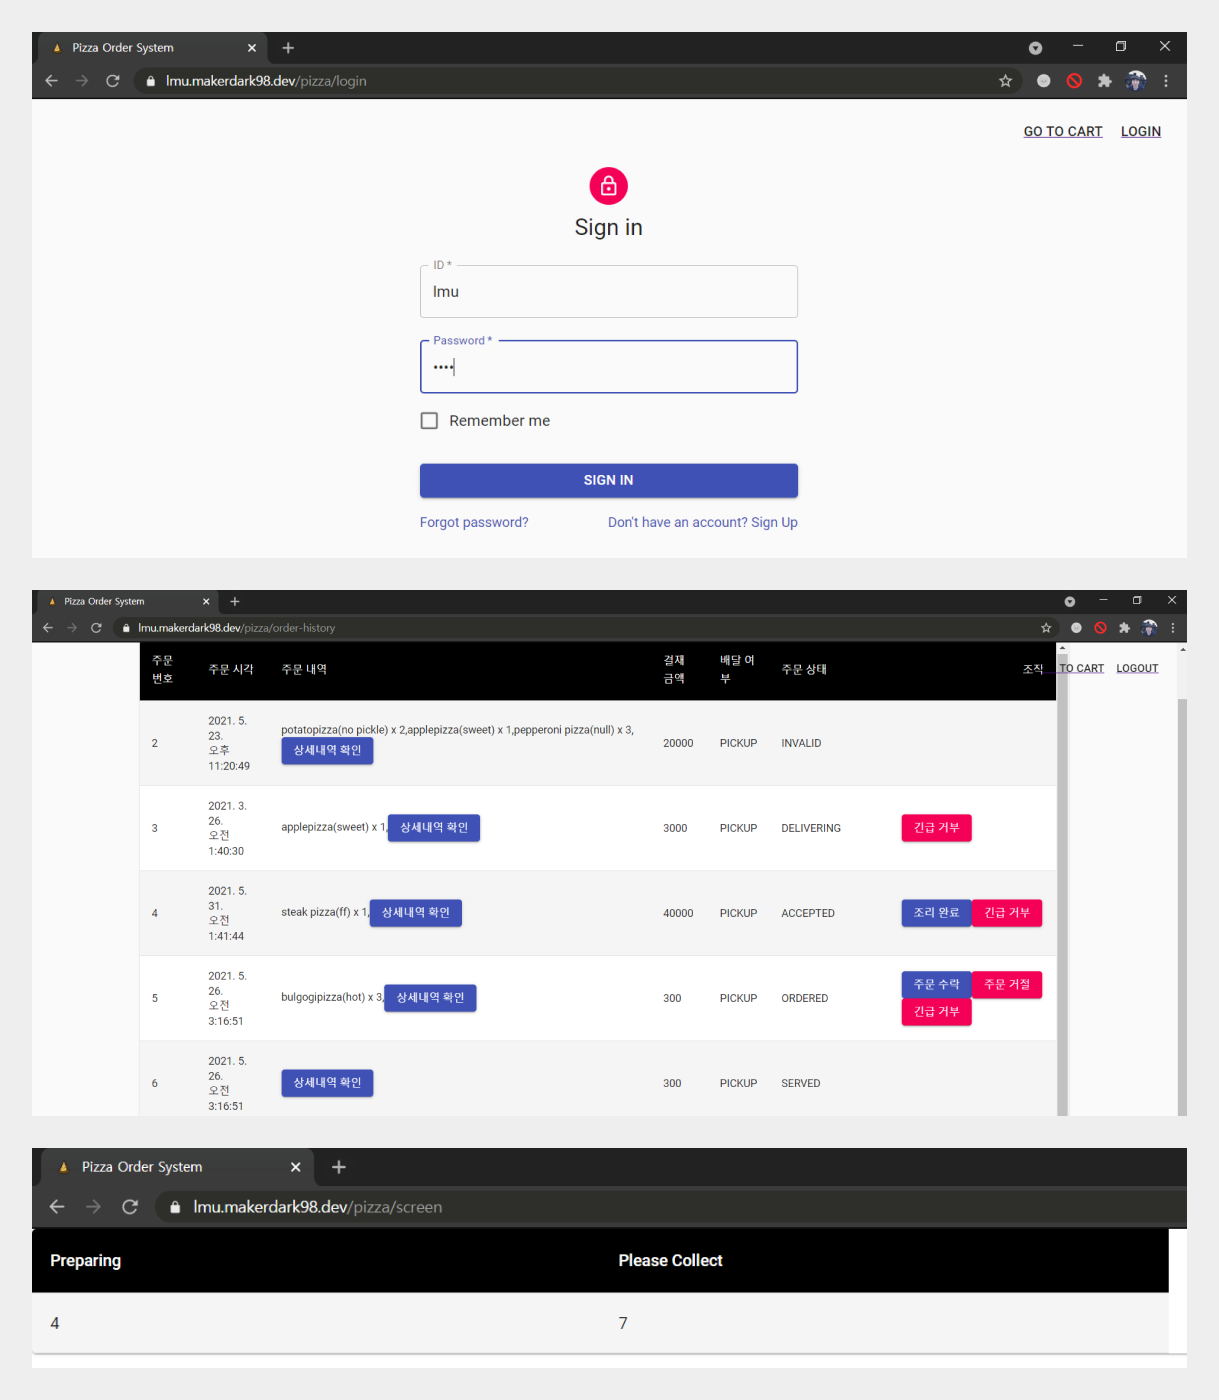 Pizza Order System
lmu.makerdark98.dev/pizza/login
GO TO CART LOGIN
Sign in
ID *
lmu
Password *
••••
Remember me
SIGN IN
Forgot password? Don't have an account? Sign Up
Pizza Order System
lmu.makerdark98.dev/pizza/order-history
TO CART LOGOUT
주문
번호
주문 시각
주문 내역
결재
금액
배달 여
부
주문 상태
조작
2
2021. 5.
23.
오후
11:20:49
potatopizza(no pickle) x 2,applepizza(sweet) x 1,pepperoni pizza(null) x 3,
상세내역 확인
20000
PICKUP
INVALID
3
2021. 3.
26.
오전
1:40:30
applepizza(sweet) x 1, 상세내역 확인
3000
PICKUP
DELIVERING
긴급 거부
4
2021. 5.
31.
오전
1:41:44
steak pizza(ff) x 1, 상세내역 확인
40000
PICKUP
ACCEPTED
조리 완료 긴급 거부
5
2021. 5.
26.
오전
3:16:51
bulgogipizza(hot) x 3, 상세내역 확인
300
PICKUP
ORDERED
주문 수락 주문 거절
긴급 거부
6
2021. 5.
26.
오전
3:16:51
상세내역 확인
300
PICKUP
SERVED
Pizza Order System
lmu.makerdark98.dev/pizza/screen
Preparing Please Collect
4 7